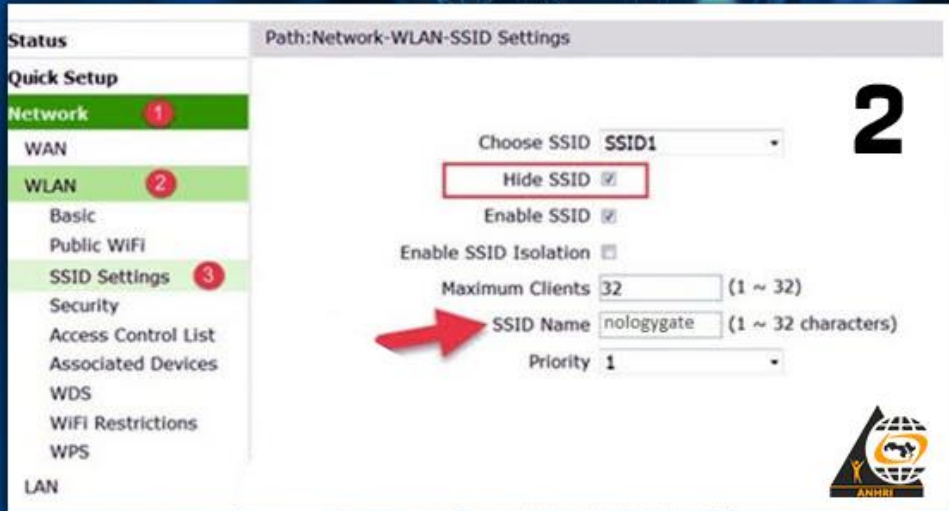 Status
Path:Network-WLAN-SSID Settings
Quick Setup
Network 1
WAN
WLAN 2
Basic
Public WiFi
SSID Settings 3
Security
Access Control List
Associated Devices
WDS
WiFi Restrictions
WPS
LAN
2
Choose SSID SSID1
Hide SSID
Enable SSID
Enable SSID Isolation
Maximum Clients 32 (1 ~ 32)
SSID Name nologygate (1 ~ 32 characters)
Priority 1
ANHRI